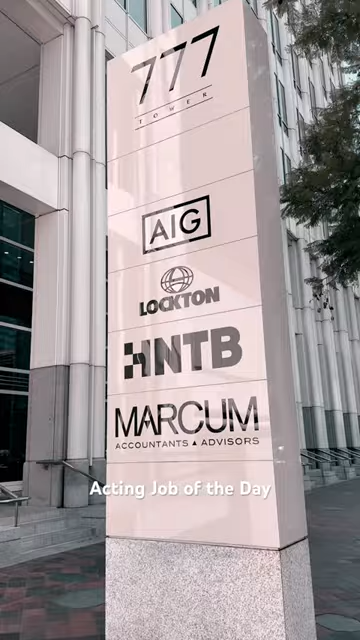 777
TOWER
AIG
LOCKTON
HNTB
MARCUM
ACCOUNTANTS ▲ ADVISORS
Acting Job of the Day